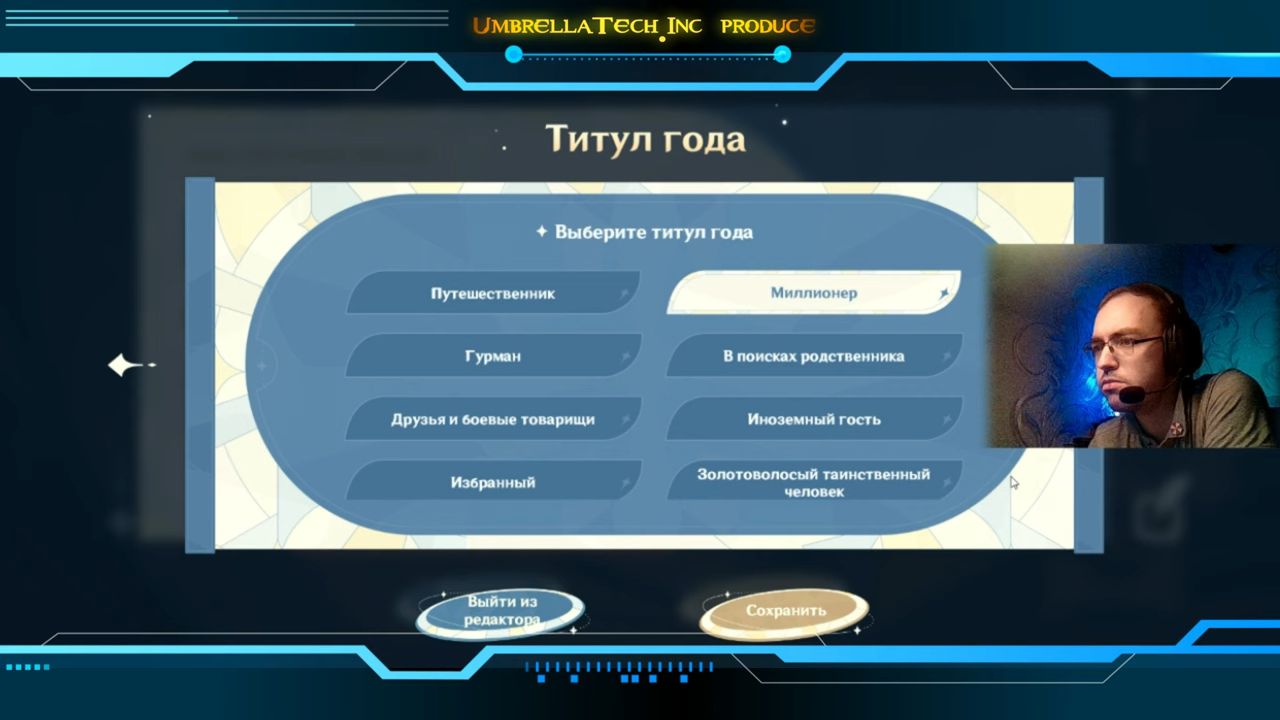 UmbrellaTech.Inc produce
Титул года
Выберите титул года
Путешественник
Миллионер
Гурман
В поисках родственника
Друзья и боевые товарищи
Иноземный гость
Избранный
Золотоволосый таинственный
человек
Выйти из
редактора
Сохранить